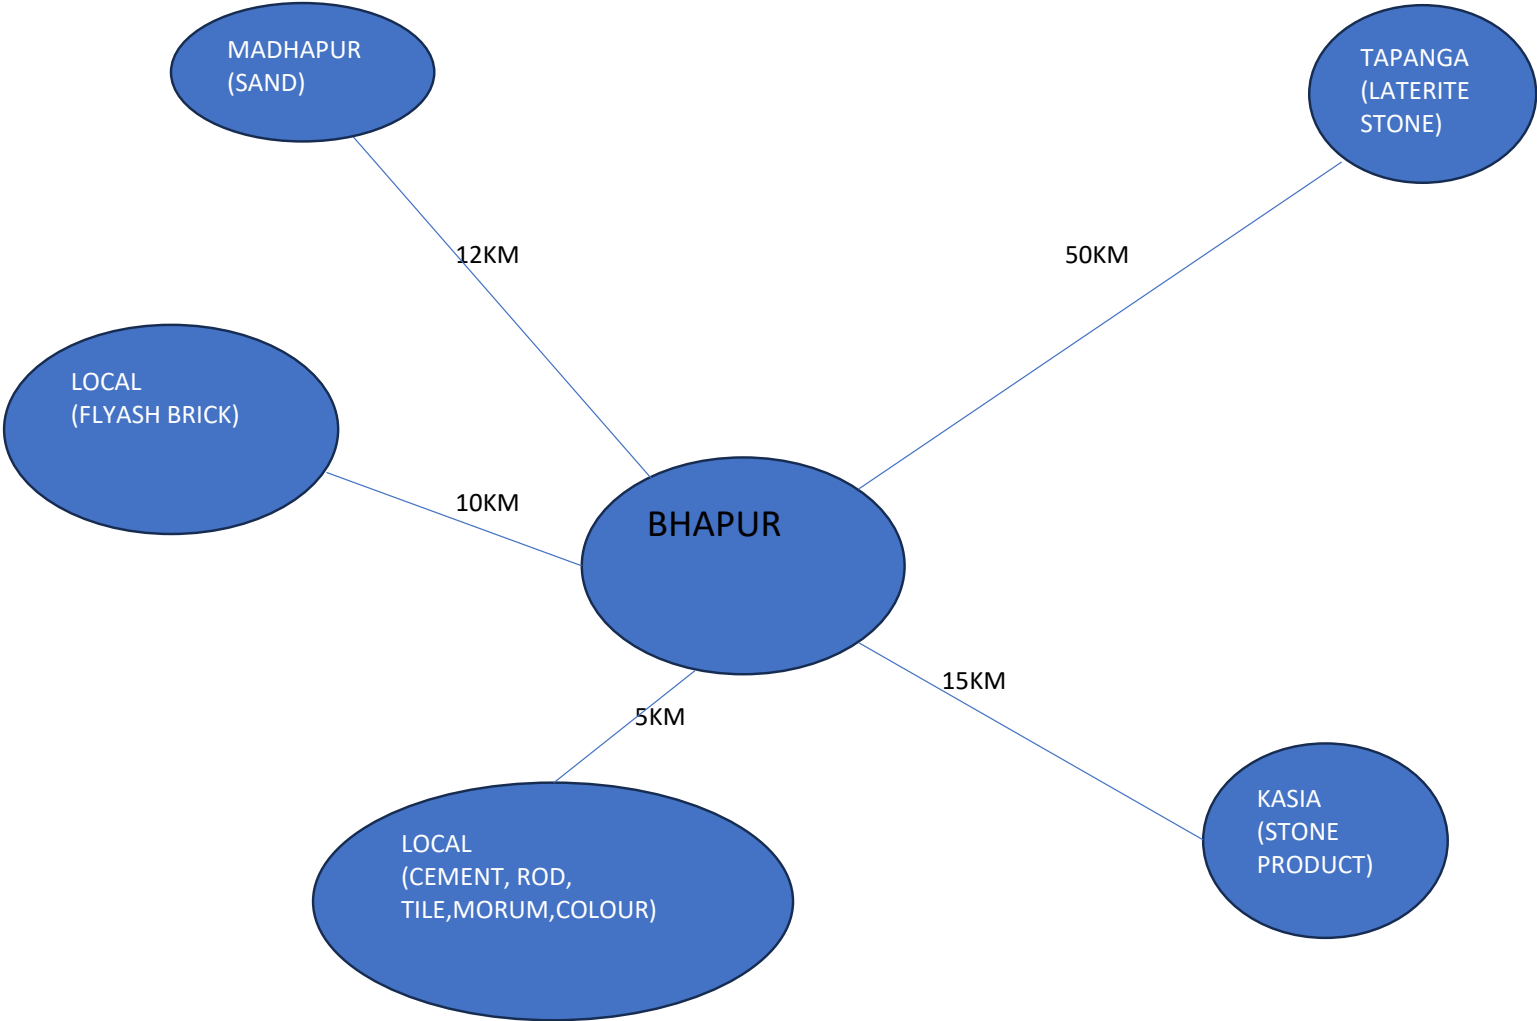 MADHAPUR
(SAND)
TAPANGA
(LATERITE
STONE)
12KM
50KM
LOCAL
(FLYASH BRICK)
10KM
BHAPUR
15KM
5KM
KASIA
(STONE
PRODUCT)
LOCAL
(CEMENT, ROD,
TILE,MORUM,COLOUR)